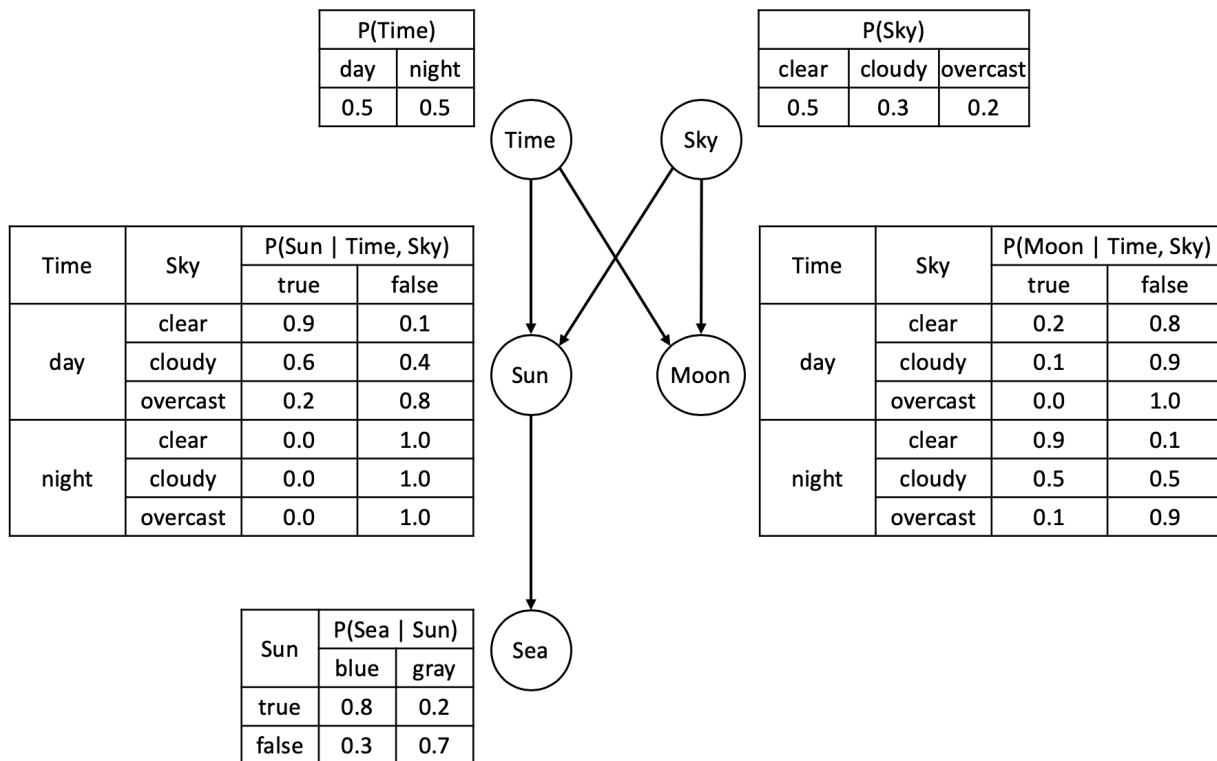 P(Time)
day night
0.5 0.5
P(Sky)
clear cloudy overcast
0.5 0.3 0.2
Time
Sky
Time Sky P(Sun | Time, Sky)
true false
day
clear 0.9 0.1
cloudy 0.6 0.4
overcast 0.2 0.8
night
clear 0.0 1.0
cloudy 0.0 1.0
overcast 0.0 1.0
Sun
Moon
Time Sky P(Moon | Time, Sky)
true false
day
clear 0.2 0.8
cloudy 0.1 0.9
overcast 0.0 1.0
night
clear 0.9 0.1
cloudy 0.5 0.5
overcast 0.1 0.9
Sun P(Sea | Sun)
blue gray
true 0.8 0.2
false 0.3 0.7
Sea